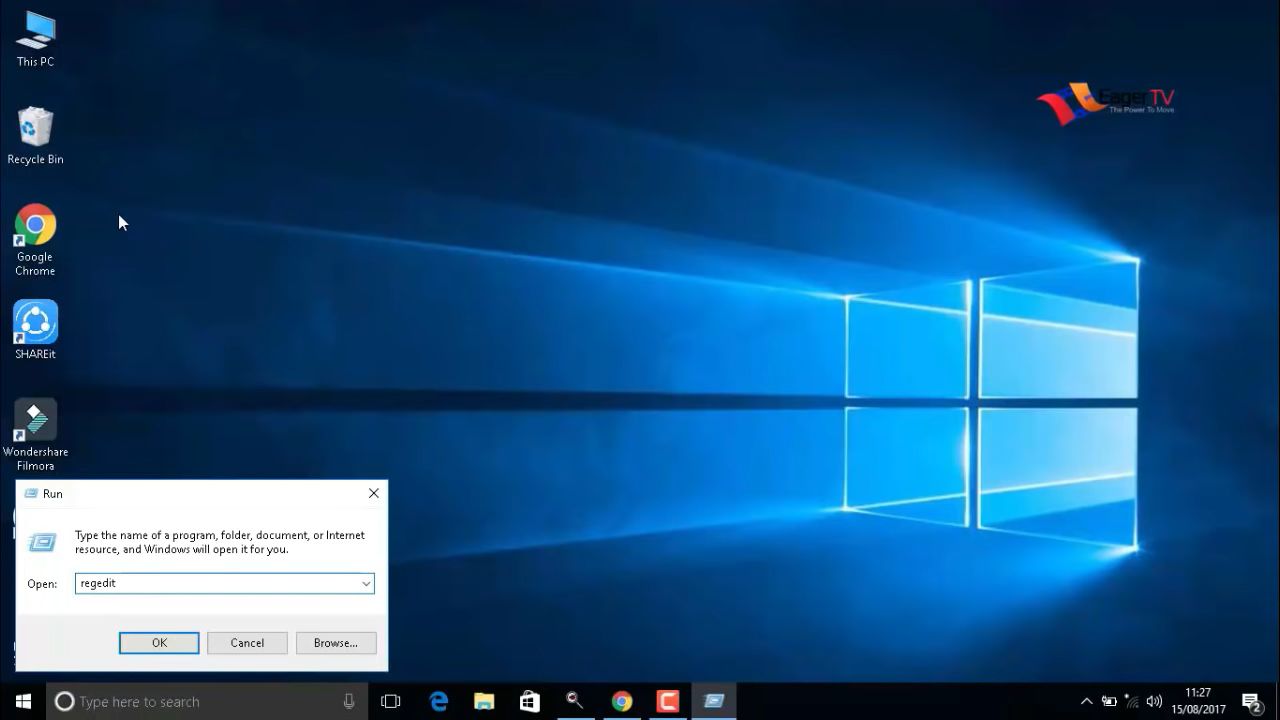 This PC
EagerTV
The Power To Move
Recycle Bin
Google
Chrome
SHAREit
Wondershare
Filmora
Run
Type the name of a program, folder, document, or Internet
resource, and Windows will open it for you.
Open: regedit
OK Cancel Browse...
Type here to search
11:27
15/08/2017
2